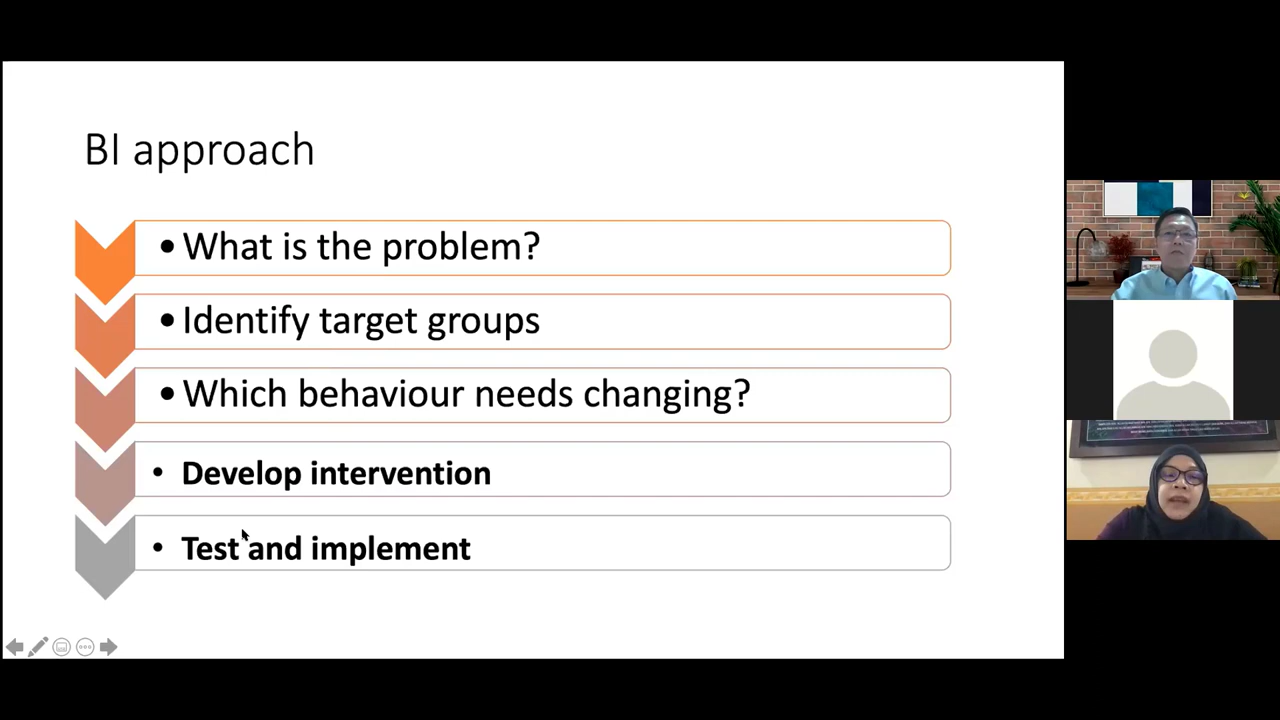 BI approach
•What is the problem?
•Identify target groups
•Which behaviour needs changing?
• Develop intervention
• Test and implement